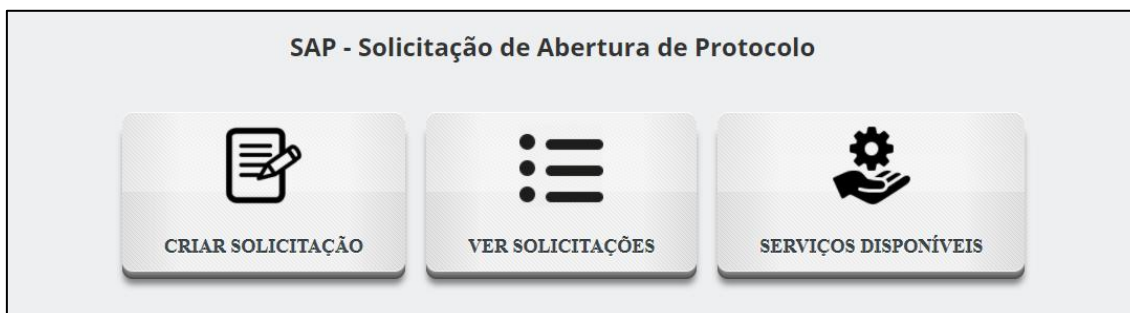 SAP - Solicitação de Abertura de Protocolo
CRIAR SOLICITAÇÃO
VER SOLICITAÇÕES
SERVIÇOS DISPONÍVEIS